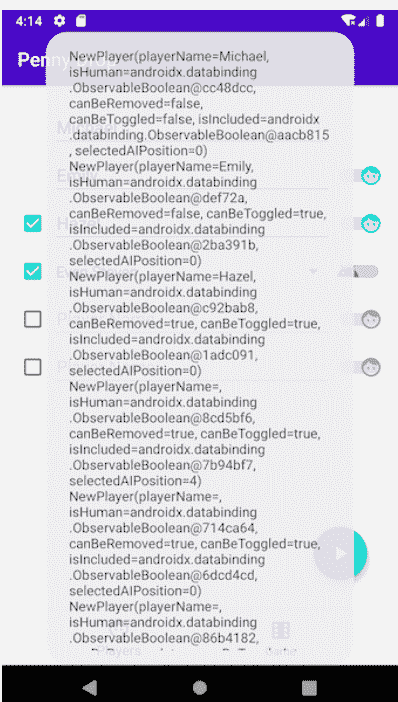 4:14
Penny
NewPlayer(playerName=Michael,
isHuman=androidx.databinding
.ObservableBoolean@cc48dcc,
canBeRemoved=false,
canBeToggled=false, isIncluded=androidx
.databinding.ObservableBoolean@aacb815
, selectedAIPosition=0)
NewPlayer(playerName=Emily,
isHuman=androidx.databinding
.ObservableBoolean@def72a,
canBeRemoved=false, canBeToggled=true,
isIncluded=androidx.databinding
.ObservableBoolean@2ba391b,
selectedAIPosition=0)
NewPlayer(playerName=Hazel,
isHuman=androidx.databinding
.ObservableBoolean@c92bab8,
canBeRemoved=true, canBeToggled=true,
isIncluded=androidx.databinding
.ObservableBoolean@1adc091,
selectedAIPosition=0)
NewPlayer(playerName=,
isHuman=androidx.databinding
.ObservableBoolean@8cd5bf6,
canBeRemoved=true, canBeToggled=true,
isIncluded=androidx.databinding
.ObservableBoolean@7b94bf7,
selectedAIPosition=4)
NewPlayer(playerName=,
isHuman=androidx.databinding
.ObservableBoolean@714ca64,
canBeRemoved=true, canBeToggled=true,
isIncluded=androidx.databinding
.ObservableBoolean@6dcd4cd,
selectedAIPosition=0)
NewPlayer(playerName=,
isHuman=androidx.databinding
.ObservableBoolean@86b4182,